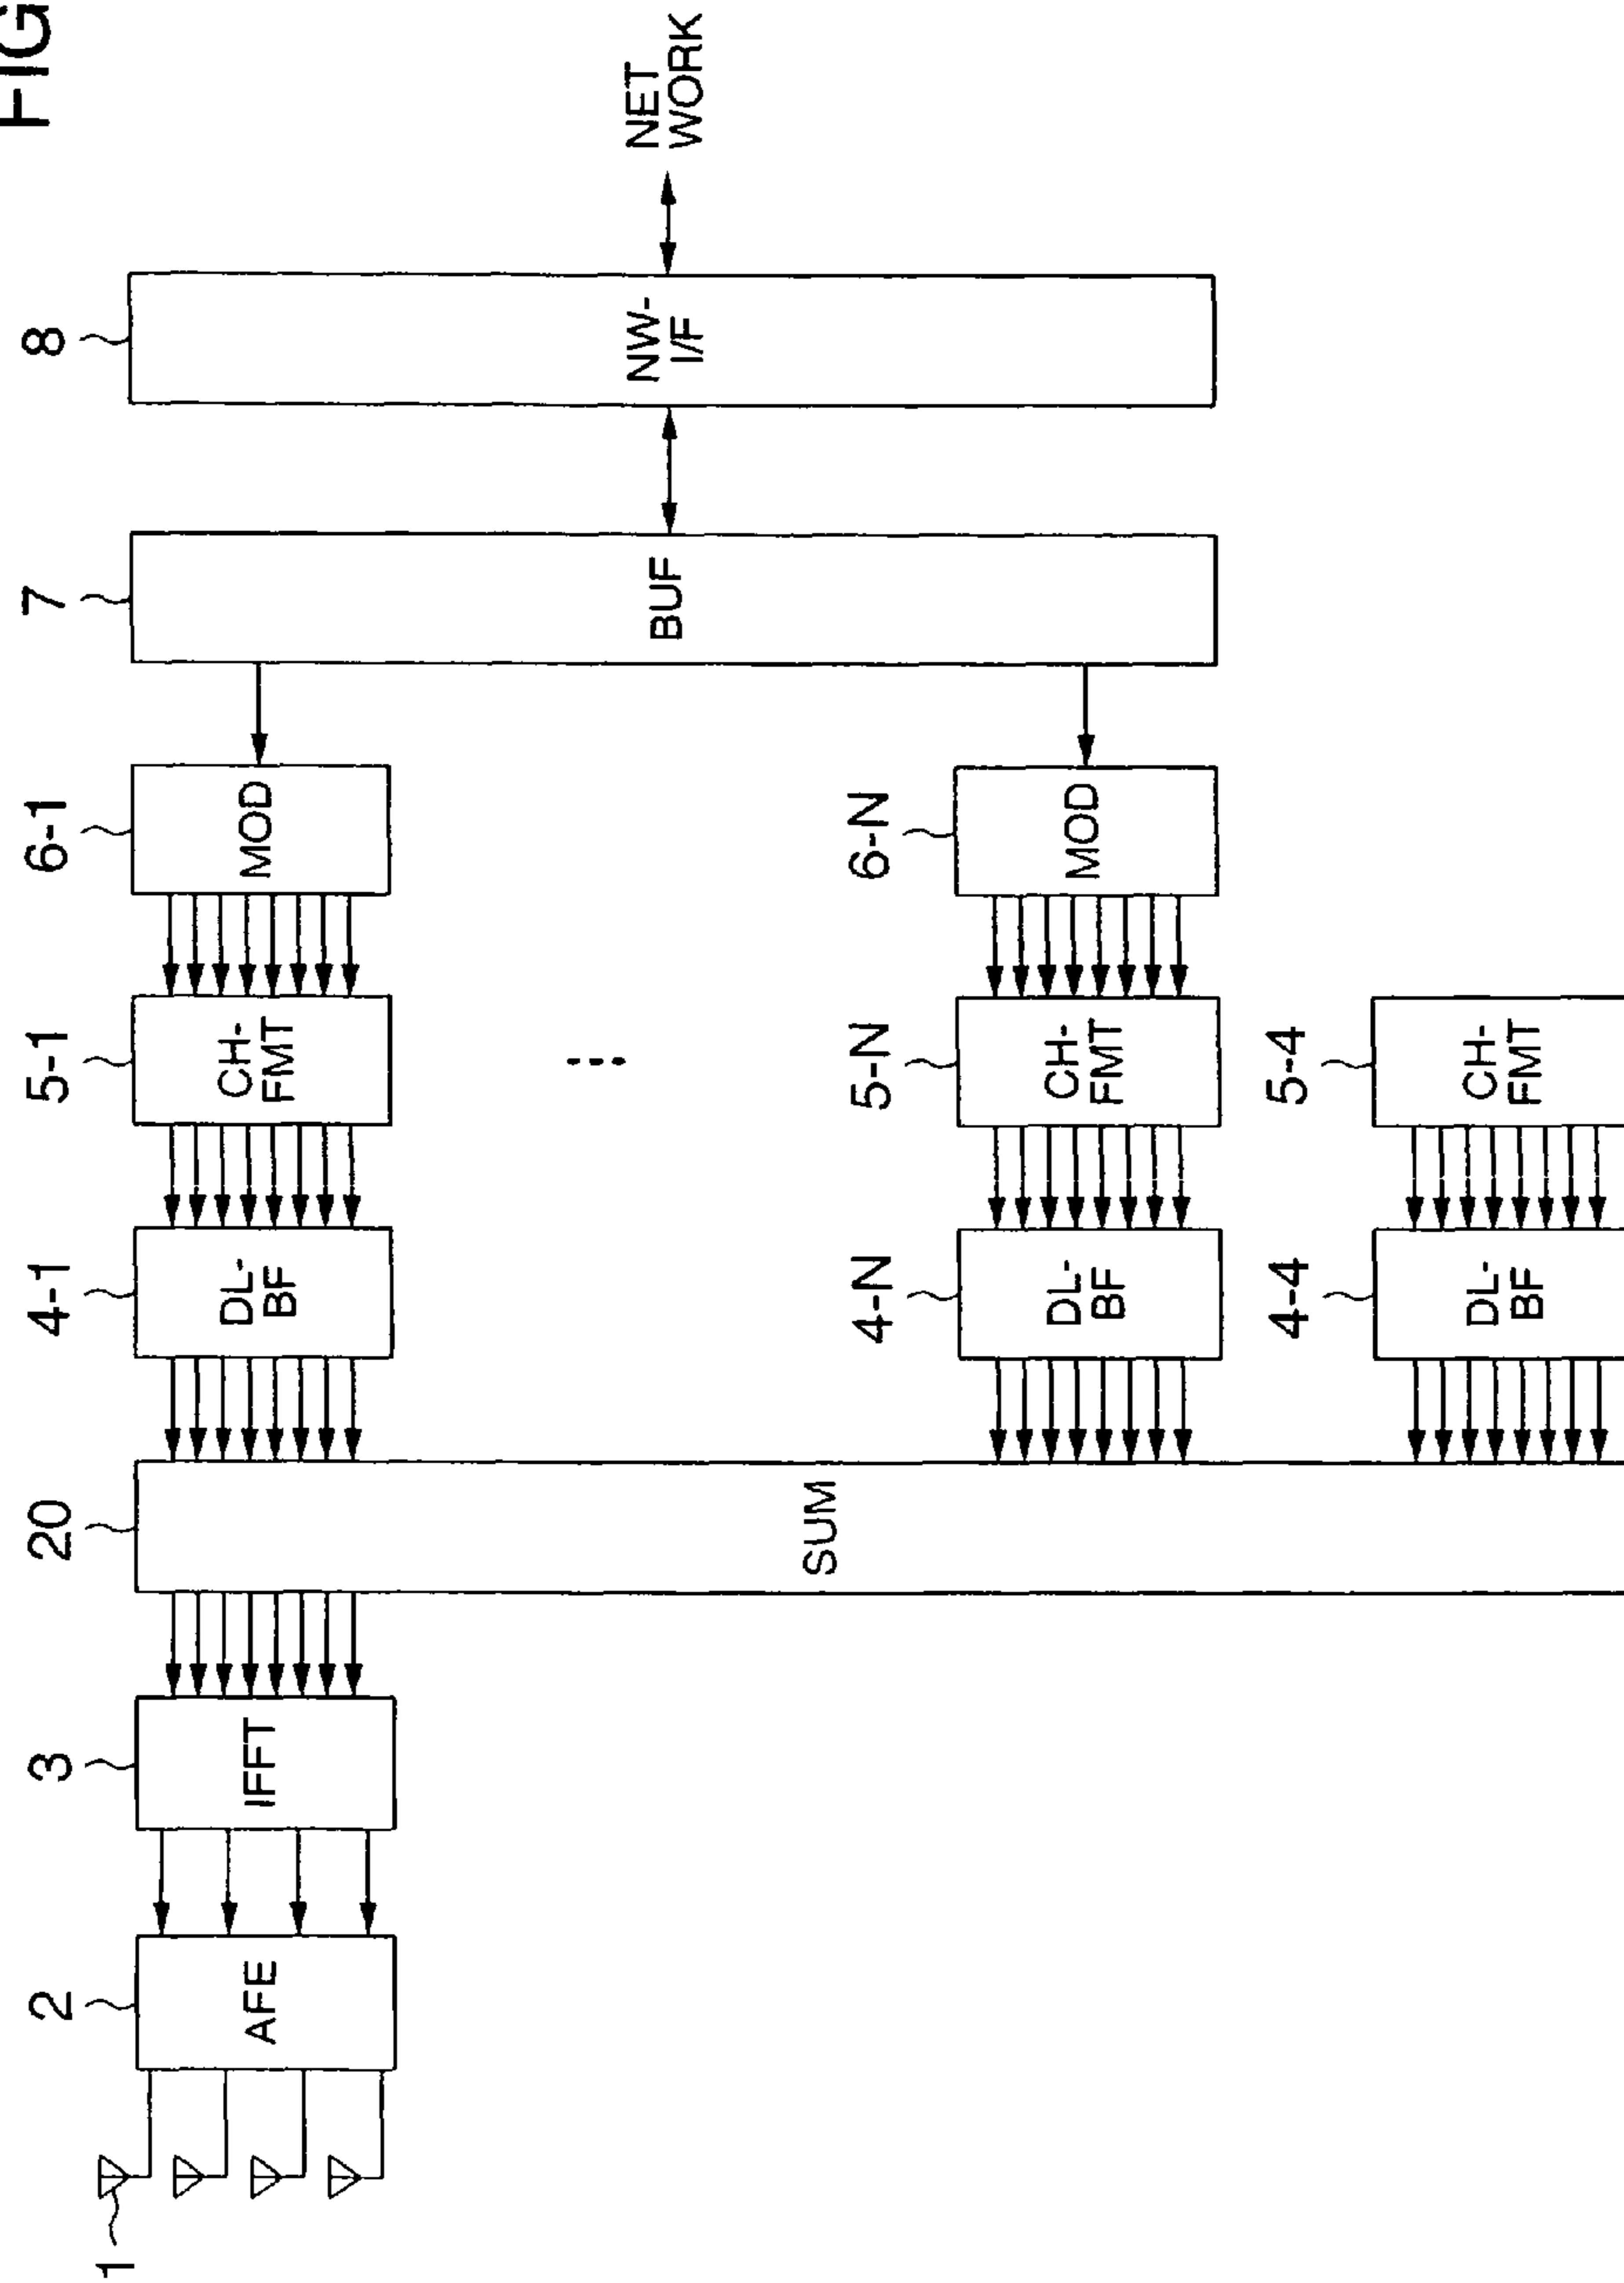 FIG
1
2
3
20
4-1
5-1
6-1
7
8
AFE
IFFT
SUM
DL-
BF
CH-
FMT
MOD
BUF
NW-
I/F
NET
WORK
4-N
5-N
6-N
DL-
BF
CH-
FMT
MOD
4-4
5-4
DL-
BF
CH-
FMT